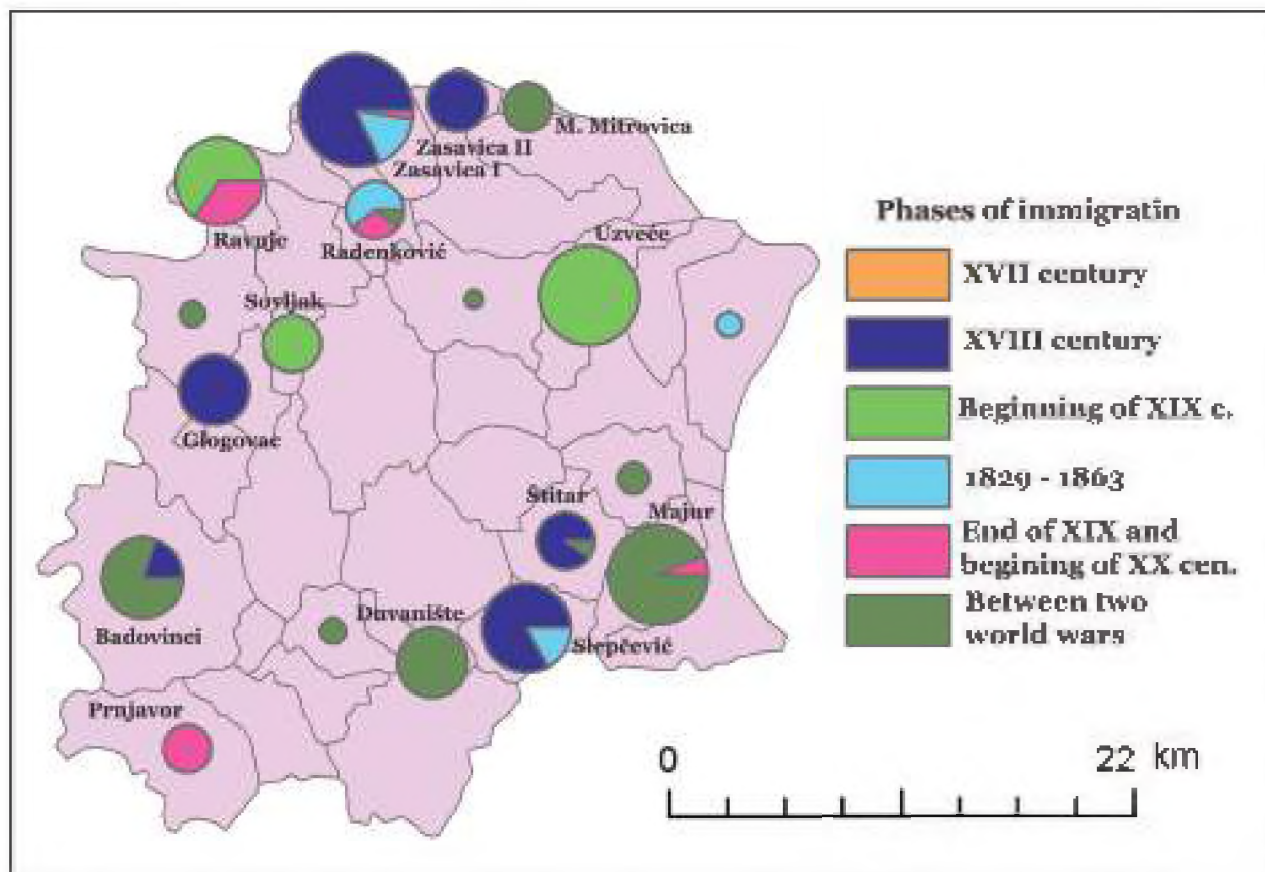 M. Mitrovica
Zasavica II
Zasavica I
Ravnje
Radenković
Uzveće
Sovljak
Glogovac
Štitar
Majur
Badovinci
Duvanište
Slepčević
Prnjavor
Phases of immigratin
XVII century
XVIII century
Beginning of XIX c.
1829 - 1863
End of XIX and
begining of XX cen.
Between two
world wars
0 22 km